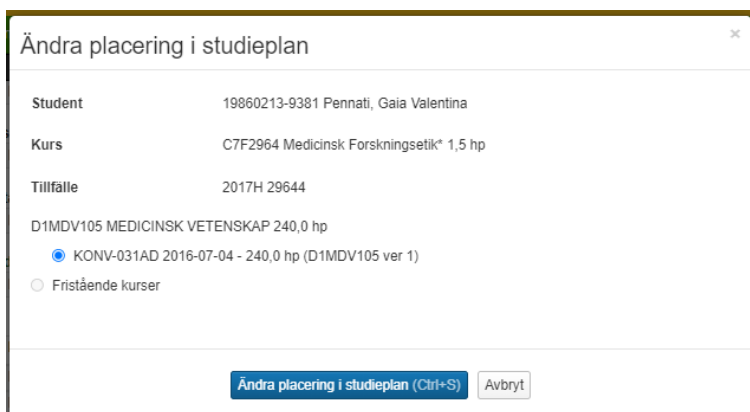 Ändra placering i studieplan
×
Student 19860213-9381 Pennati, Gaia Valentina
Kurs C7F2964 Medicinsk Forskningsetik* 1,5 hp
Tillfälle 2017H 29644
D1MDV105 MEDICINSK VETENSKAP 240,0 hp
KONV-031AD 2016-07-04 - 240,0 hp (D1MDV105 ver 1)
Fristående kurser
Ändra placering i studieplan (Ctrl+S) Avbryt